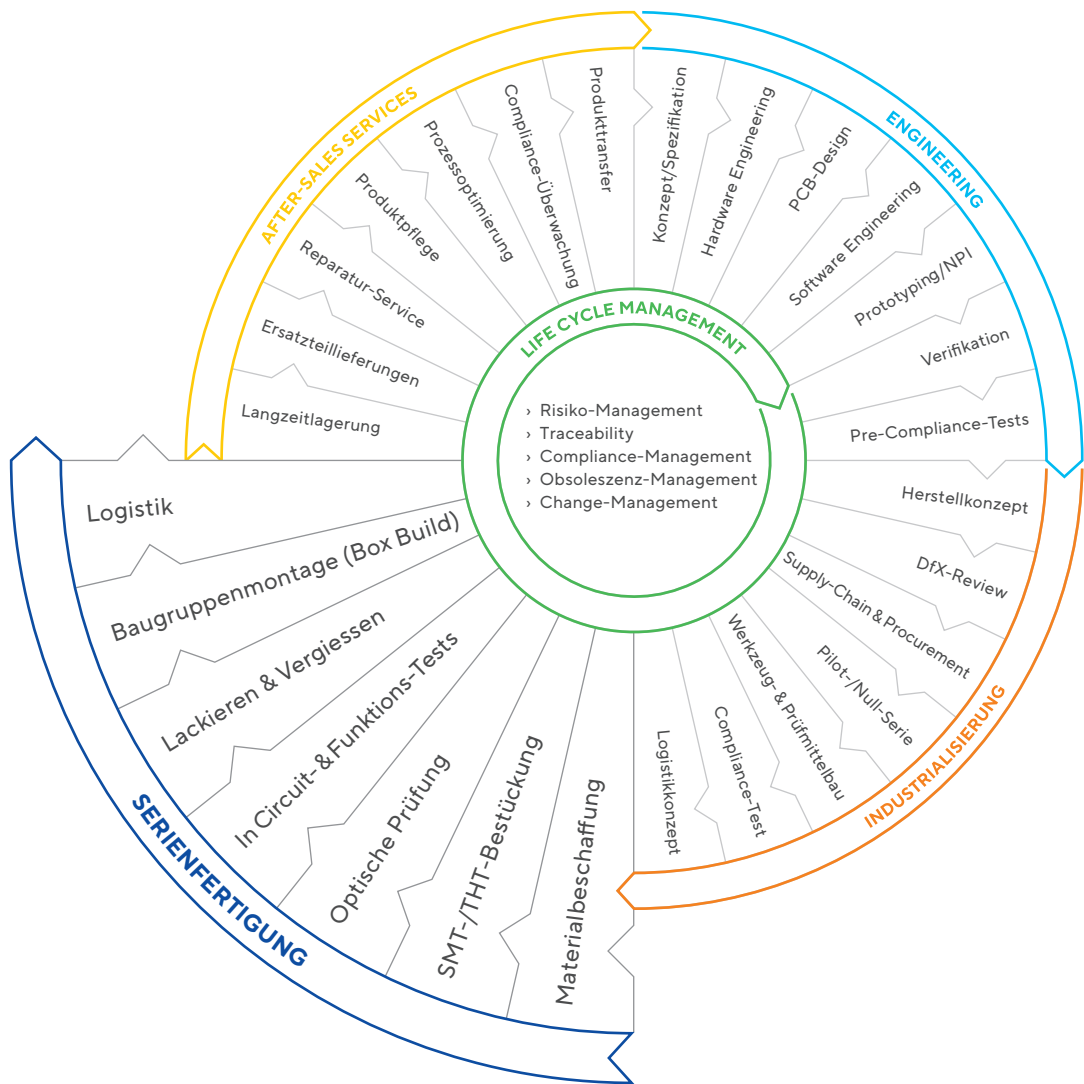 ENGINEERING
Konzept/Spezifikation
Hardware Engineering
PCB-Design
Software Engineering
Prototyping/NPI
Verifikation
Pre-Compliance-Tests
INDUSTRIALISIERUNG
Herstellkonzept
DfX-Review
Supply-Chain & Procurement
Pilot-/Null-Serie
Werkzeug- & Prüfmittelbau
Compliance-Test
Logistikkonzept
SERIENFERTIGUNG
Materialbeschaffung
SMT-/THT-Bestückung
Optische Prüfung
In Circuit- & Funktions-Tests
Lackieren & Vergiessen
Baugruppenmontage (Box Build)
Logistik
AFTER-SALES SERVICES
Langzeitlagerung
Ersatzteillieferungen
Reparatur-Service
Produktpflege
Prozessoptimierung
Compliance-Überwachung
Produkttransfer
LIFE CYCLE MANAGEMENT
› Risiko-Management
› Traceability
› Compliance-Management
› Obsoleszenz-Management
› Change-Management